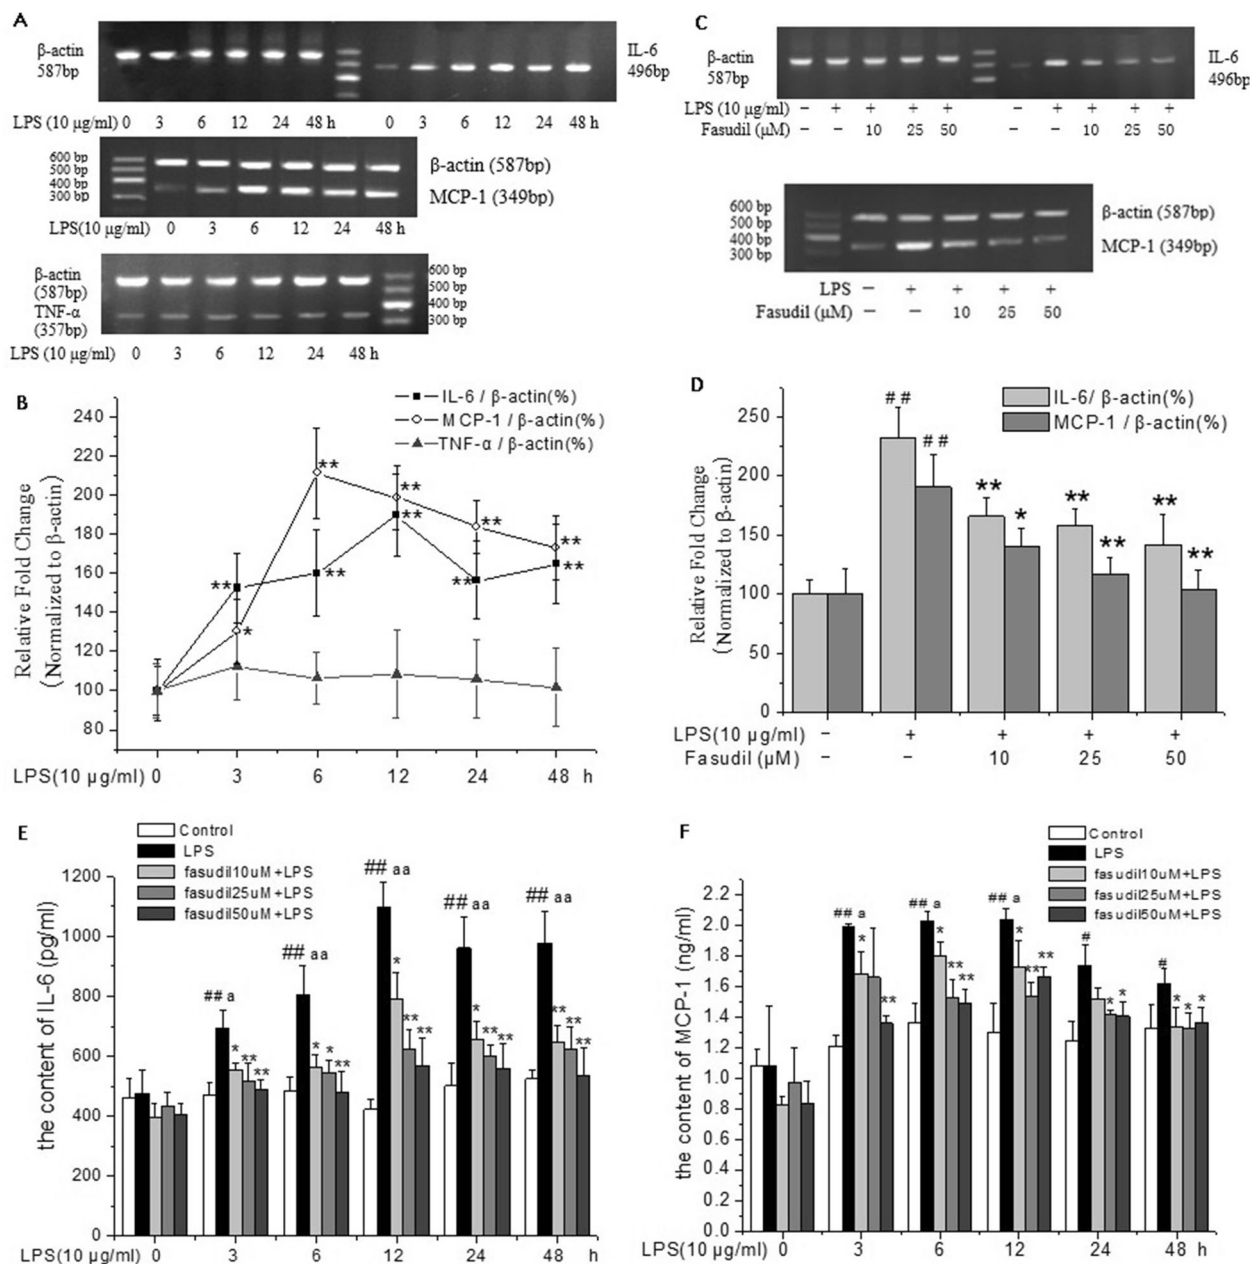 A
β-actin
587bp
IL-6
496bp
LPS (10 μg/ml) 0 3 6 12 24 48 h 0 3 6 12 24 48 h
600 bp
500 bp
400 bp
300 bp
β-actin (587bp)
MCP-1 (349bp)
LPS(10 μg/ml) 0 3 6 12 24 48 h
β-actin
(587bp)
TNF-α
(357bp)
600 bp
500 bp
400 bp
300 bp
LPS (10 μg/ml) 0 3 6 12 24 48 h
C
β-actin
587bp
IL-6
496bp
LPS (10 μg/ml) − + + + + − + + + +
Fasudil (μM) − − 10 25 50 − − 10 25 50
600 bp
500 bp
400 bp
300 bp
β-actin (587bp)
MCP-1 (349bp)
LPS − + + + +
Fasudil (μM) − − 10 25 50
B
IL-6 / β-actin(%)
MCP-1 / β-actin(%)
TNF-α / β-actin(%)
Relative Fold Change
(Normalized to β-actin)
240
220
200
180
160
140
120
100
80
** * ** ** ** ** ** ** ** **
LPS(10 μg/ml) 0 3 6 12 24 48 h
D
IL-6/ β-actin(%)
MCP-1 / β-actin(%)
Relative Fold Change
(Normalized to β-actin)
250
200
150
100
50
0
## ## ** * ** ** ** **
LPS(10 μg/ml) − + + + +
Fasudil (μM) − − 10 25 50
E
Control
LPS
fasudil10uM+LPS
fasudil25uM+LPS
fasudil50uM+LPS
the content of IL-6 (pg/ml)
1200
1000
800
600
400
200
0
## a ## aa ## aa ## aa ## aa
* ** ** * * ** * ** ** * ** ** ** ** **
LPS(10 μg/ml) 0 3 6 12 24 48 h
F
Control
LPS
fasudil10uM+LPS
fasudil25uM+LPS
fasudil50uM+LPS
the content of MCP-1 (ng/ml)
2.2
2.0
1.8
1.6
1.4
1.2
1.0
0.8
0.6
0.4
0.2
0.0
## a ## a ## a # #
* ** * ** ** * ** ** * * * * *
LPS(10 μg/ml) 0 3 6 12 24 48 h